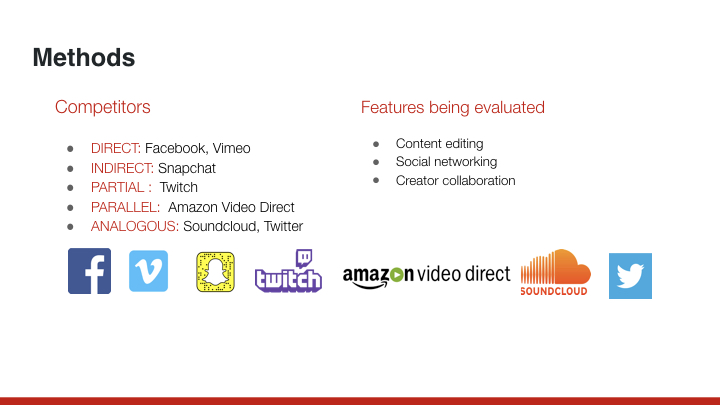 Methods
Competitors
● DIRECT: Facebook, Vimeo
● INDIRECT: Snapchat
● PARTIAL :  Twitch
● PARALLEL:  Amazon Video Direct
● ANALOGOUS: Soundcloud, Twitter
Features being evaluated
● Content editing
● Social networking
● Creator collaboration
f
v
twitch
amazon video direct
SOUNDCLOUD